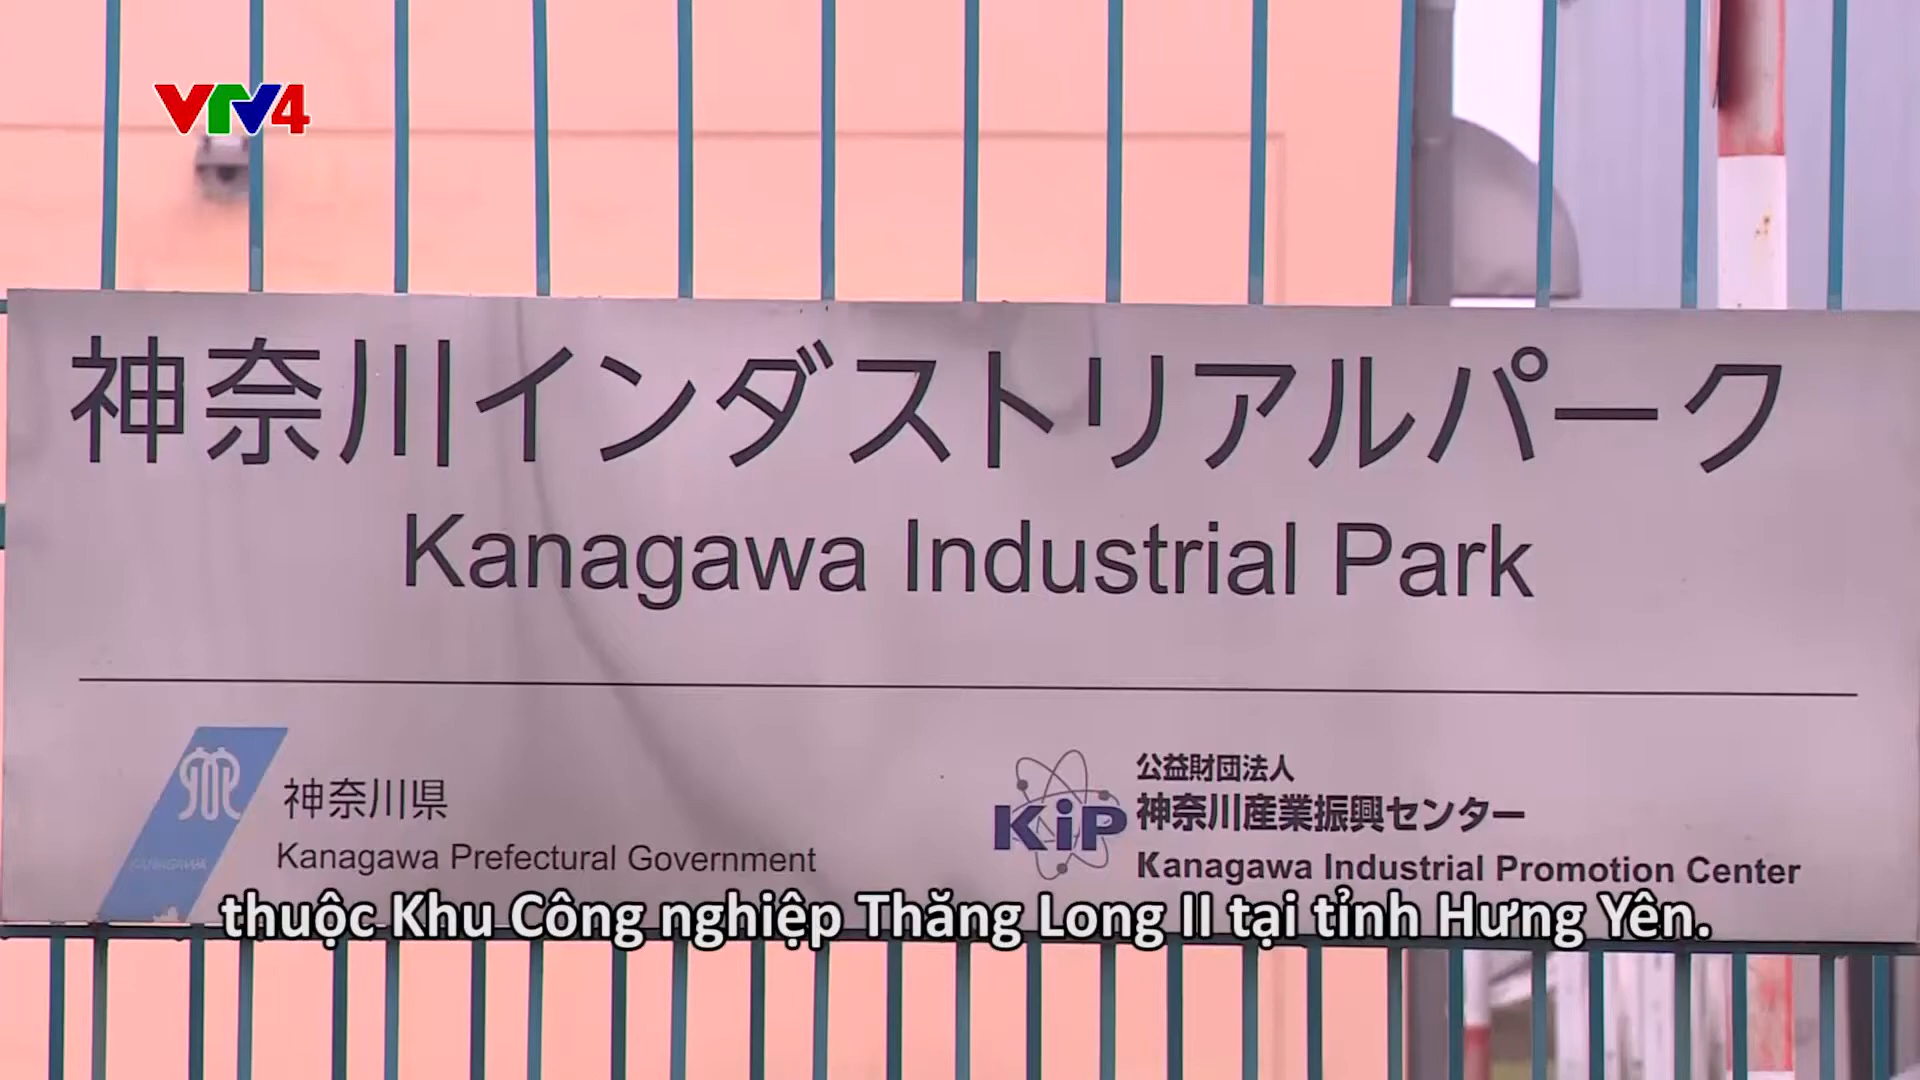 VTV4
神奈川インダストリアルパーク
Kanagawa Industrial Park
神奈川県
Kanagawa Prefectural Government
KANAGAWA
KiP
公益財団法人
神奈川産業振興センター
Kanagawa Industrial Promotion Center
thuộc Khu Công nghiệp Thăng Long II tại tỉnh Hưng Yên.